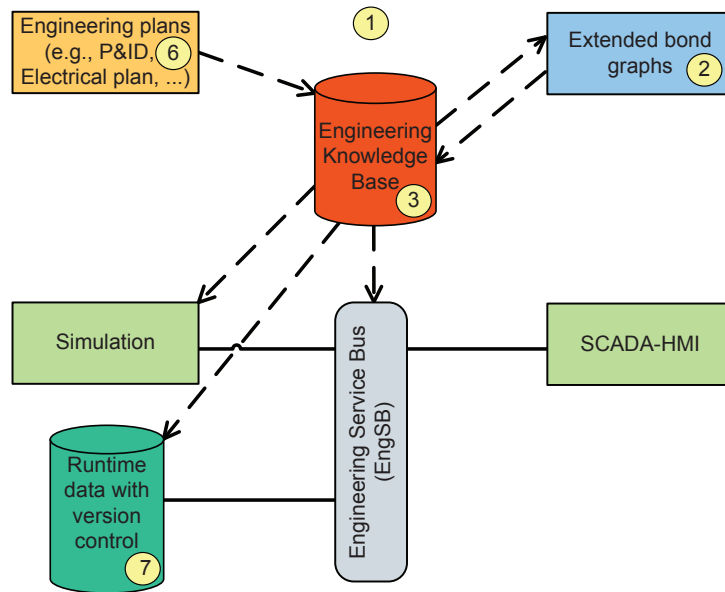 1
Engineering plans
(e.g., P&ID,
6
Electrical plan, ...)
Extended bond
graphs
2
Engineering
Knowledge
Base
3
Simulation
SCADA-HMI
Engineering Service Bus
(EngSB)
Runtime
data with
version
control
7